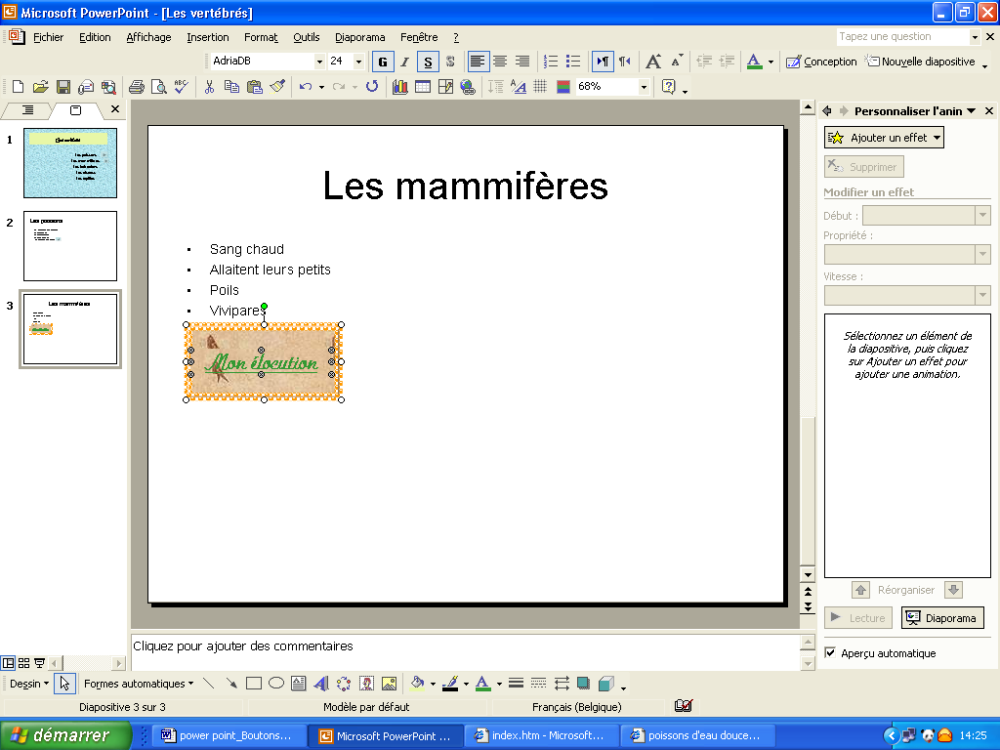 Microsoft PowerPoint - [Les vertébrés]
Fichier Edition Affichage Insertion Format Outils Diaporama Fenêtre ? Tapez une question
AdriaDB 24 G I S S Conception Nouvelle diapositive
68%
Personnaliser l'anin
Ajouter un effet
Supprimer
Modifier un effet
Début :
Propriété :
Vitesse :
Sélectionnez un élément de
la diapositive, puis cliquez
sur Ajouter un effet pour
ajouter une animation.
Réorganiser
Lecture Diaporama
Aperçu automatique
1
2
Les poissons
3
Les mammifères
Les mammifères
• Sang chaud
• Allaitent leurs petits
• Poils
• Vivipares
Mon élocution
Cliquez pour ajouter des commentaires
Dessin Formes automatiques
Diapositive 3 sur 3 Modèle par défaut Français (Belgique)
démarrer power point_Boutons... Microsoft PowerPoint ... index.htm - Microsoft... poissons d'eau douce... 14:25